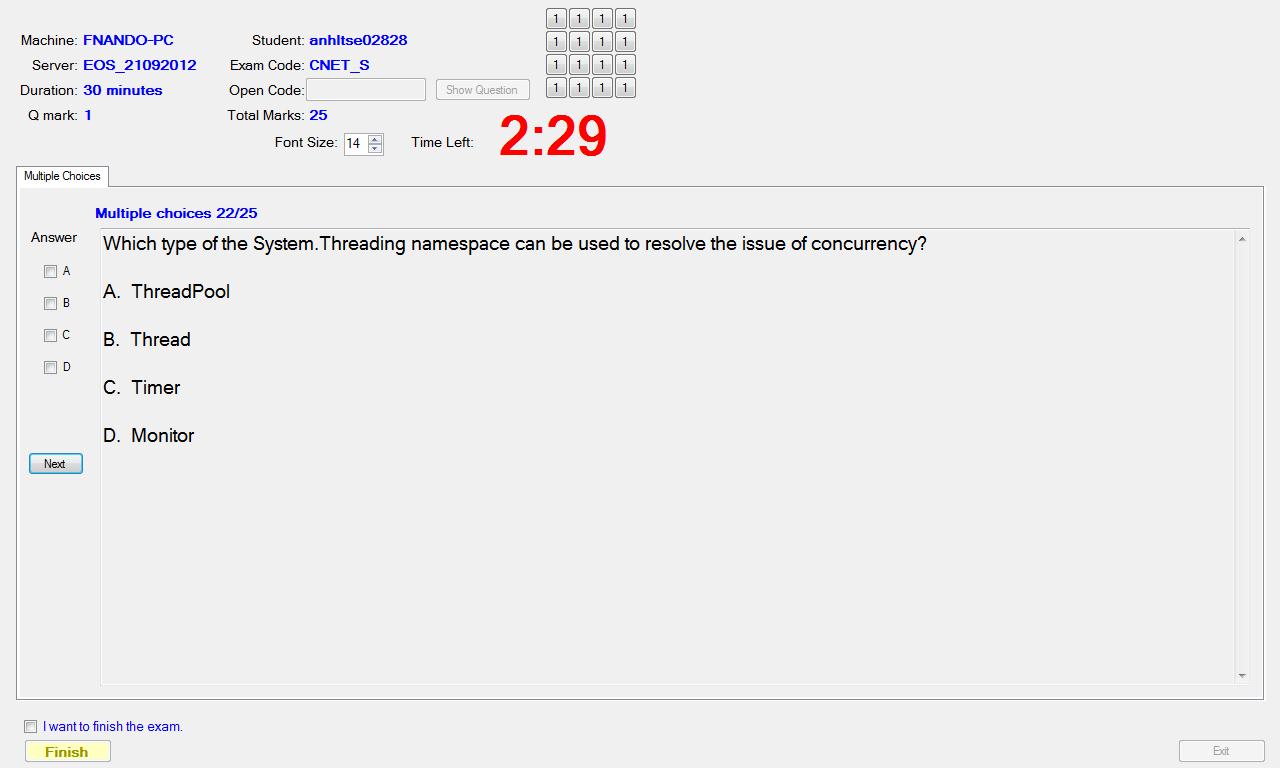 Machine: FNANDO-PC
Student: anhltse02828
Server: EOS_21092012
Exam Code: CNET_S
Duration: 30 minutes
Open Code:
Show Question
Q mark: 1
Total Marks: 25
Font Size: 14
Time Left: 2:29
1 1 1 1
1 1 1 1
1 1 1 1
1 1 1 1
Multiple Choices
Multiple choices 22/25
Answer
A
B
C
D
Next
Which type of the System.Threading namespace can be used to resolve the issue of concurrency?
A. ThreadPool
B. Thread
C. Timer
D. Monitor
I want to finish the exam.
Finish
Exit